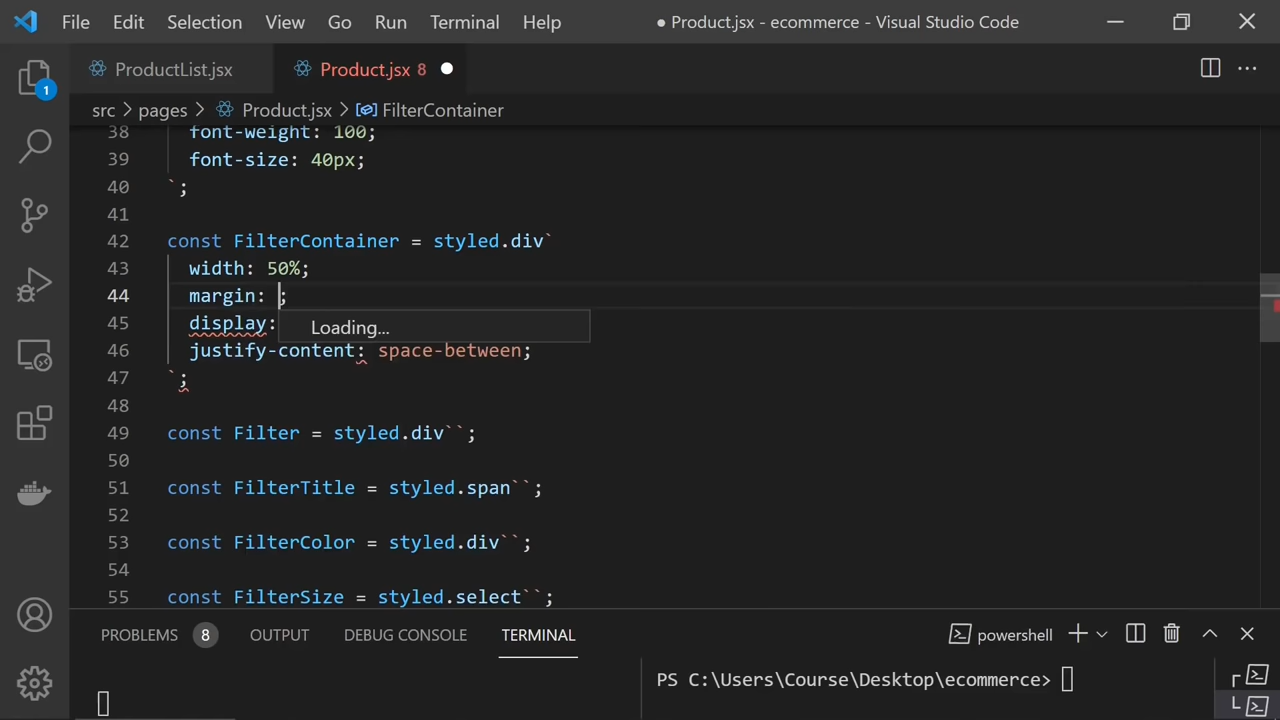 File Edit Selection View Go Run Terminal Help ● Product.jsx - ecommerce - Visual Studio Code
ProductList.jsx Product.jsx 8
src > pages > Product.jsx > FilterContainer
38 font-weight: 100;
39 font-size: 40px;
40 `;
41
42 const FilterContainer = styled.div`
43 width: 50%;
44 margin: ;
45 display: Loading...
46 justify-content: space-between;
47 `;
48
49 const Filter = styled.div``;
50
51 const FilterTitle = styled.span``;
52
53 const FilterColor = styled.div``;
54
55 const FilterSize = styled.select``;
1
PROBLEMS 8 OUTPUT DEBUG CONSOLE TERMINAL powershell
PS C:\Users\Course\Desktop\ecommerce>